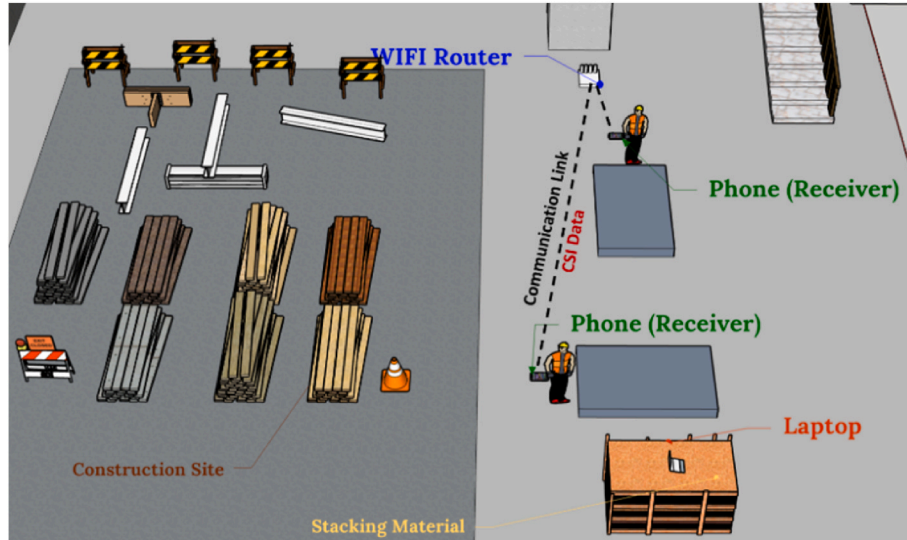 WIFI Router
Phone (Receiver)
Communication Link
CSI Data
Phone (Receiver)
Laptop
Construction Site
Stacking Material